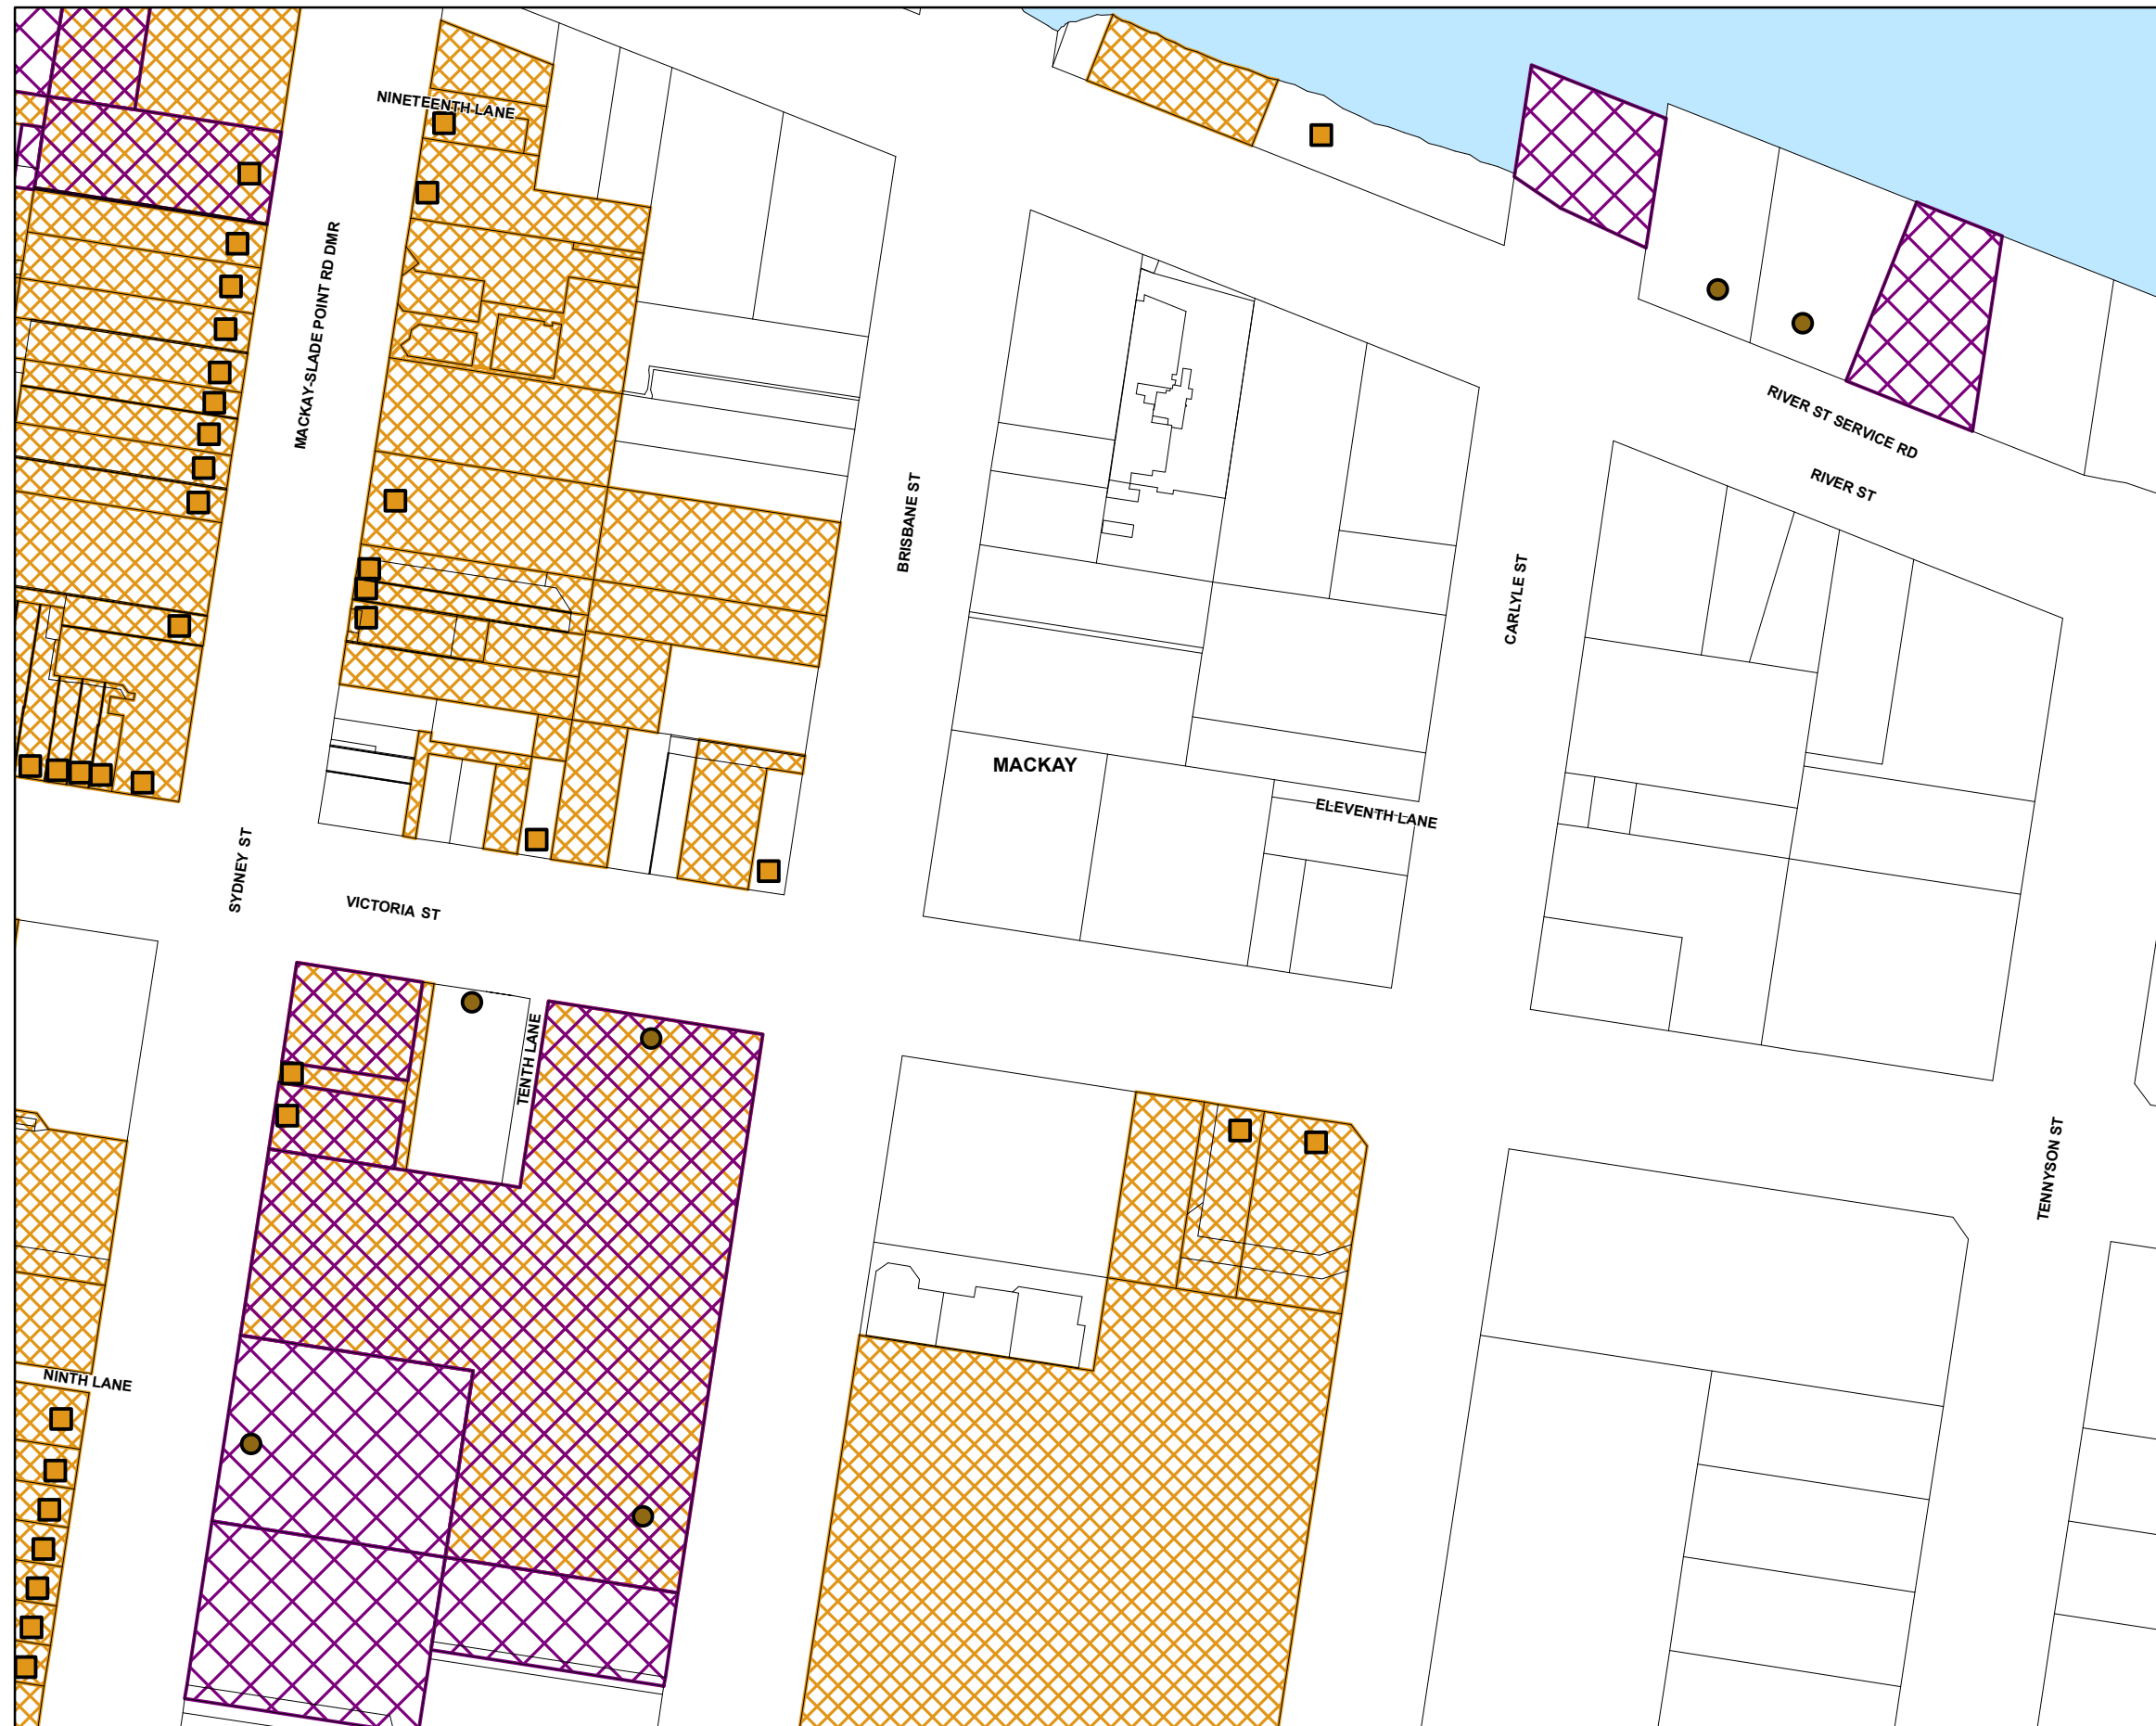 NINETEENTH LANE
MACKAY-SLADE POINT RD DMR
RIVER ST SERVICE RD
RIVER ST
BRISBANE ST
CARLYLE ST
MACKAY
ELEVENTH LANE
SYDNEY ST
VICTORIA ST
TENTH LANE
TENNYSON ST
NINTH LANE